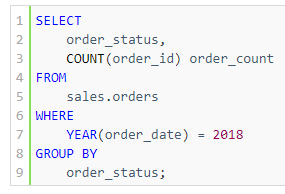 1 SELECT
2     order_status,
3     COUNT(order_id) order_count
4 FROM
5     sales.orders
6 WHERE
7     YEAR(order_date) = 2018
8 GROUP BY
9     order_status;